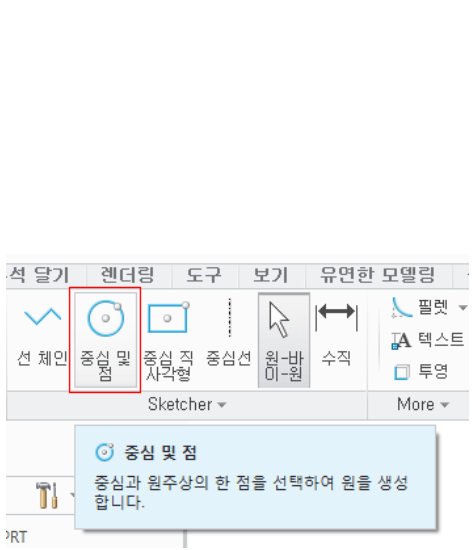 석 달기 렌더링 도구 보기 유연한 모델링
선 체인 중심 및 점 중심 직사각형 중심선 원-바이-원 수직
필렛
텍스트
투영
Sketcher More
중심 및 점
중심과 원주상의 한 점을 선택하여 원을 생성
합니다.
PRT